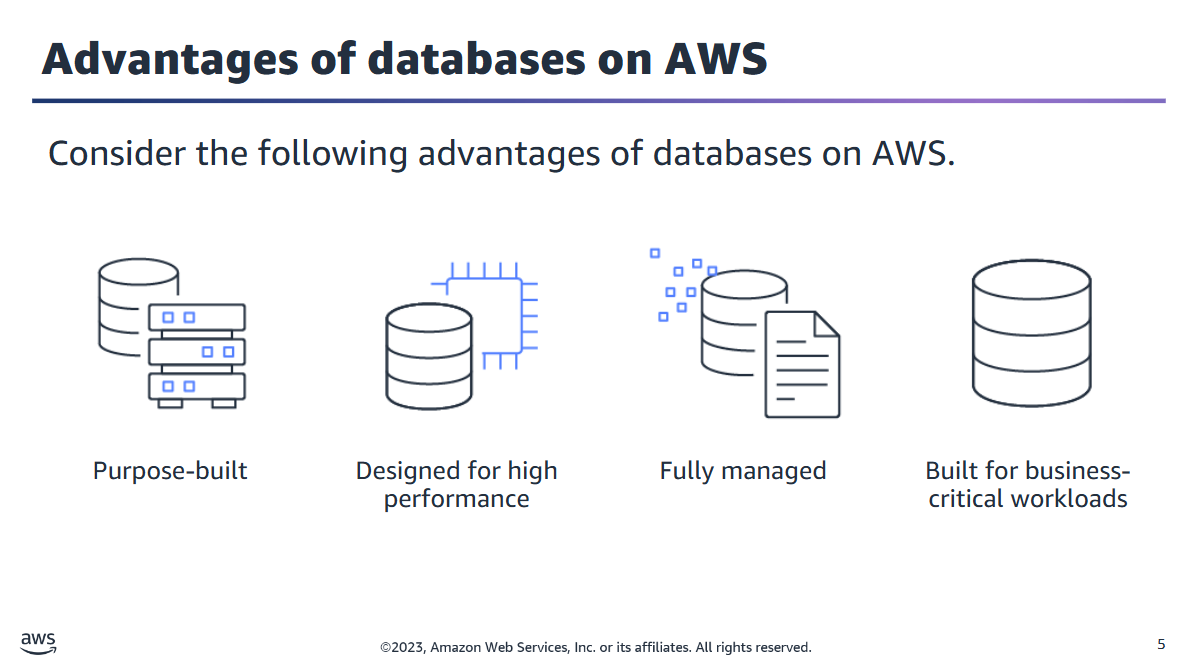 Advantages of databases on AWS
Consider the following advantages of databases on AWS.
Purpose-built
Designed for high
performance
Fully managed
Built for business-
critical workloads
aws
©2023, Amazon Web Services, Inc. or its affiliates. All rights reserved.
5